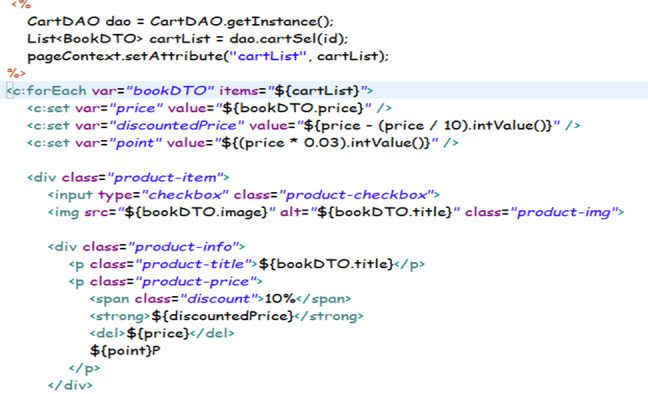 <%
CartDAO dao = CartDAO.getInstance();
List<BookDTO> cartList = dao.cartSel(id);
pageContext.setAttribute("cartList", cartList);
%>
<c:forEach var="bookDTO" items="${cartList}">
<c:set var="price" value="${bookDTO.price}" />
<c:set var="discountedPrice" value="${price - (price / 10).intValue()}" />
<c:set var="point" value="${(price * 0.03).intValue()}" />
<div class="product-item">
<input type="checkbox" class="product-checkbox">
<img src="${bookDTO.image}" alt="${bookDTO.title}" class="product-img">
<div class="product-info">
<p class="product-title">${bookDTO.title}</p>
<p class="product-price">
<span class="discount">10%</span>
<strong>${discountedPrice}</strong>
<del>${price}</del>
${point}P
</p>
</div>